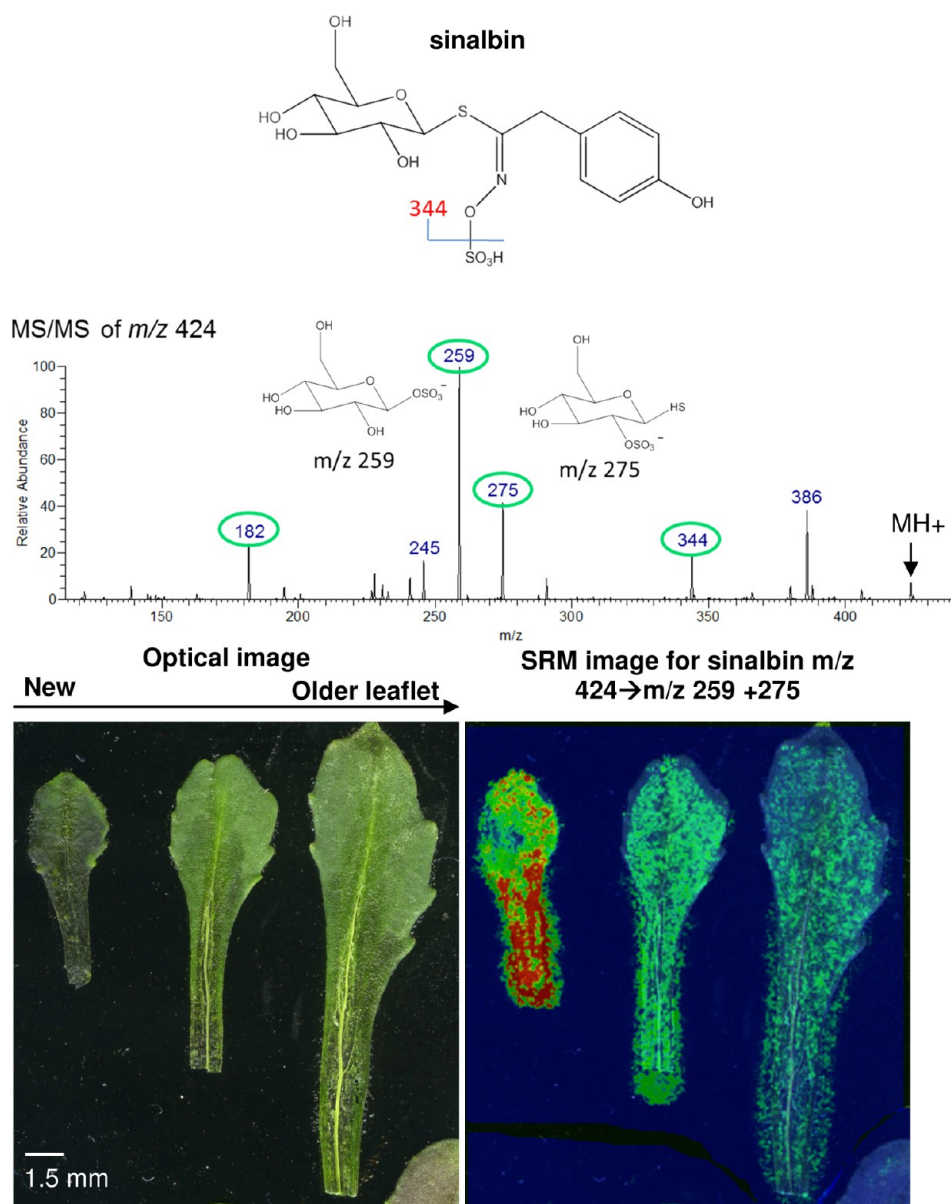 sinalbin
OH
O
HO
HO
OH
S
N
O
SO₃H
OH
344
MS/MS of m/z 424
Relative Abundance
100
80
60
40
20
0
182
245
259
275
344
386
MH+
OH
O
HO
HO
OSO₃⁻
OH
m/z 259
OH
O
HO
HO
HS
OSO₃⁻
m/z 275
200
250
300
350
400
m/z
Optical image
New
Older leaflet
SRM image for sinalbin m/z
424→m/z 259 +275
1.5 mm